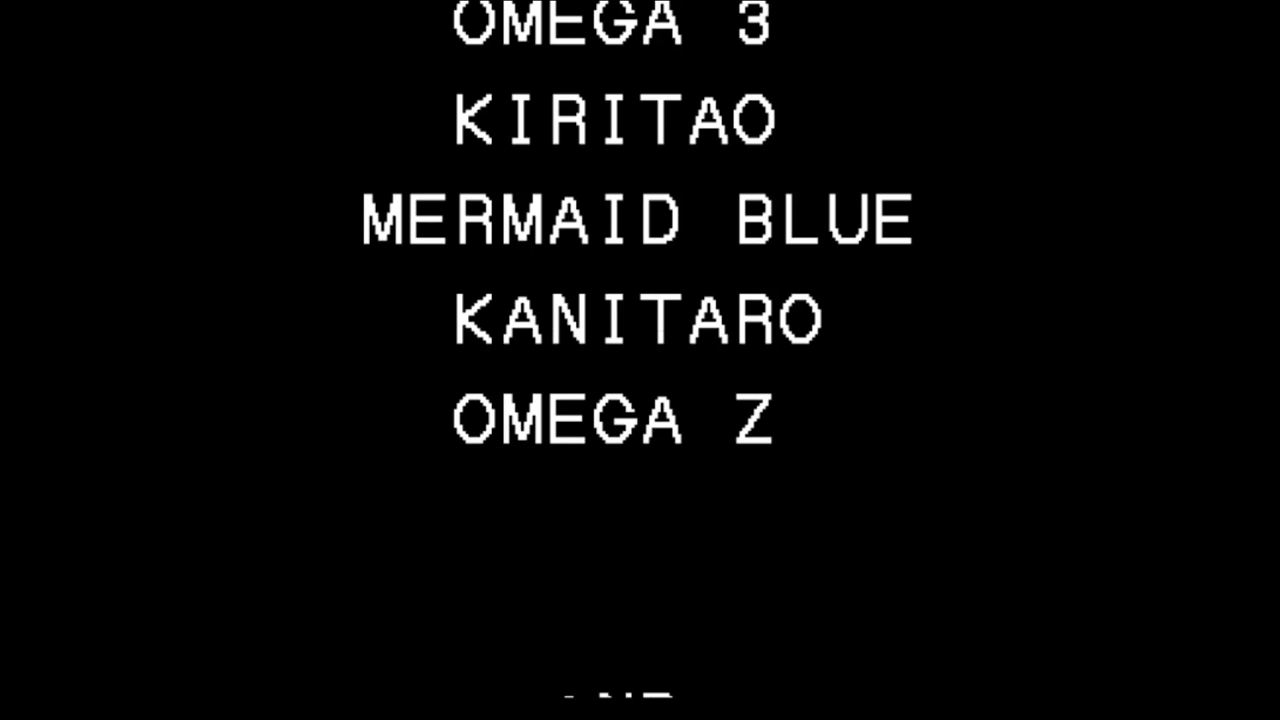 OMEGA 3
KIRITAO
MERMAID BLUE
KANITARO
OMEGA Z